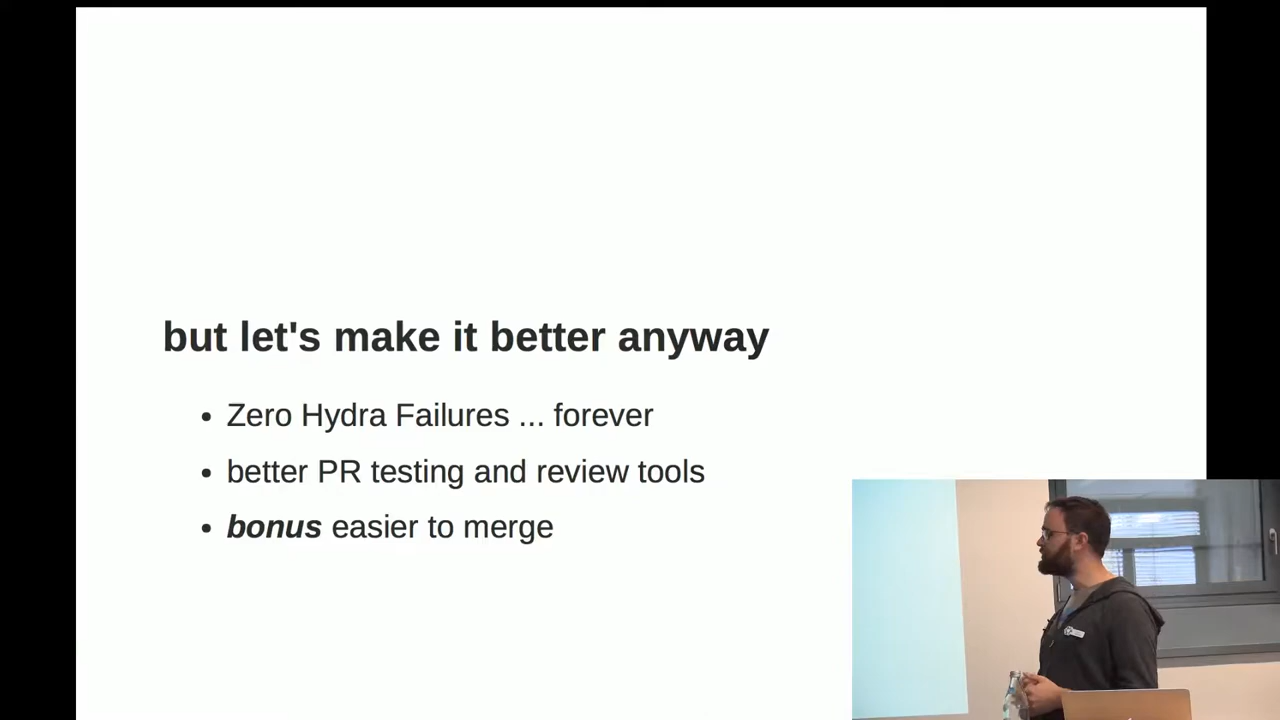 but let's make it better anyway
• Zero Hydra Failures ... forever
• better PR testing and review tools
• bonus easier to merge